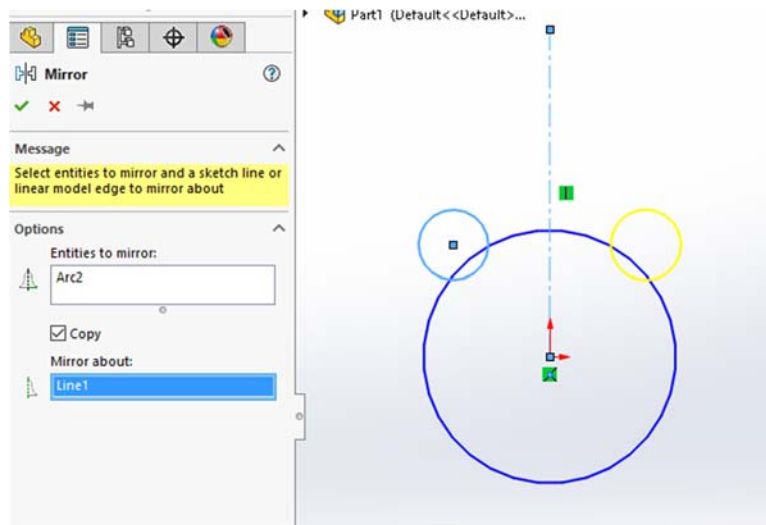 Part1 (Default<<Default>...
Mirror
Message
Select entities to mirror and a sketch line or
linear model edge to mirror about
Options
Entities to mirror:
Arc2
Copy
Mirror about:
Line1